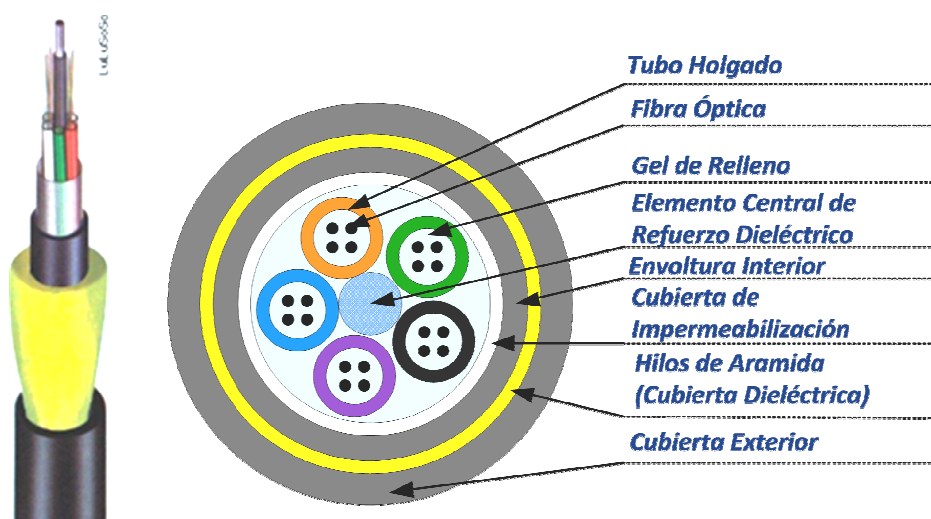 LuLuSoSo
Tubo Holgado
Fibra Óptica
Gel de Relleno
Elemento Central de
Refuerzo Dieléctrico
Envoltura Interior
Cubierta de
Impermeabilización
Hilos de Aramida
(Cubierta Dieléctrica)
Cubierta Exterior